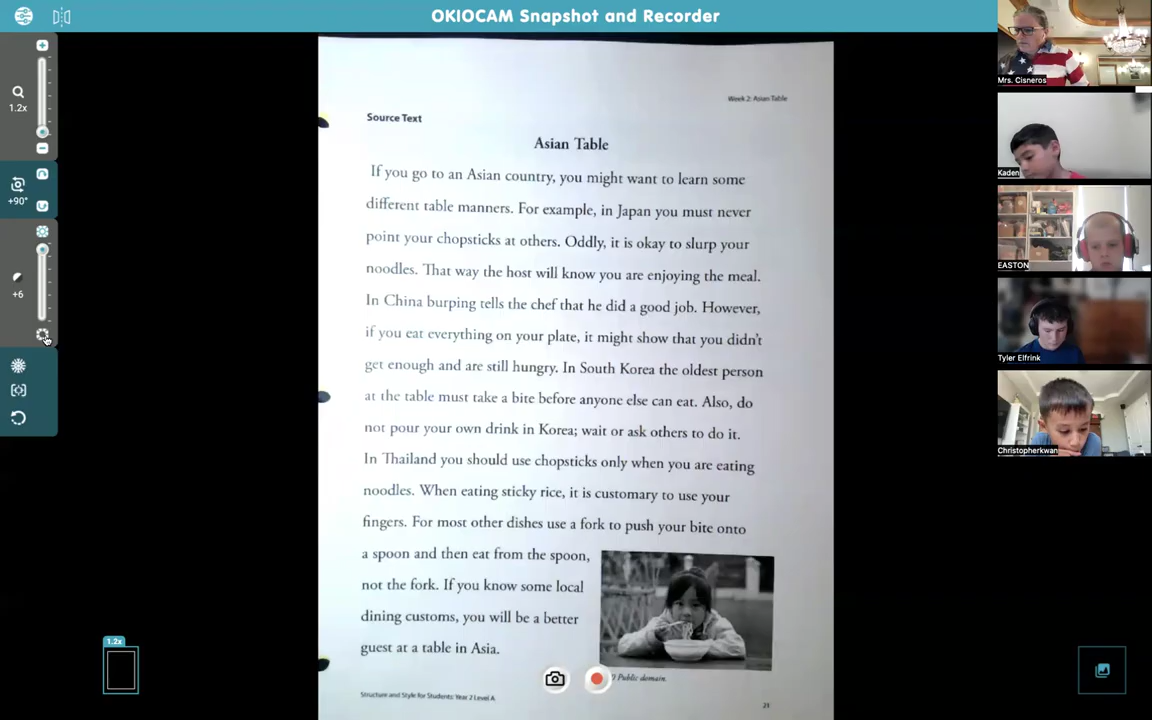 OKIOCAM Snapshot and Recorder
1.2x
+90°
+6
1.2x
Week 2: Asian Table
Source Text
Asian Table
If you go to an Asian country, you might want to learn some
different table manners. For example, in Japan you must never
point your chopsticks at others. Oddly, it is okay to slurp your
noodles. That way the host will know you are enjoying the meal.
In China burping tells the chef that he did a good job. However,
if you eat everything on your plate, it might show that you didn't
get enough and are still hungry. In South Korea the oldest person
at the table must take a bite before anyone else can eat. Also, do
not pour your own drink in Korea; wait or ask others to do it.
In Thailand you should use chopsticks only when you are eating
noodles. When eating sticky rice, it is customary to use your
fingers. For most other dishes use a fork to push your bite onto
a spoon and then eat from the spoon,
not the fork. If you know some local
dining customs, you will be a better
guest at a table in Asia.
Public domain.
Structure and Style for Students: Year 2 Level A
21
Mrs. Cisneros
Kaden
EASTON
Tyler Elfrink
Christopherkwan